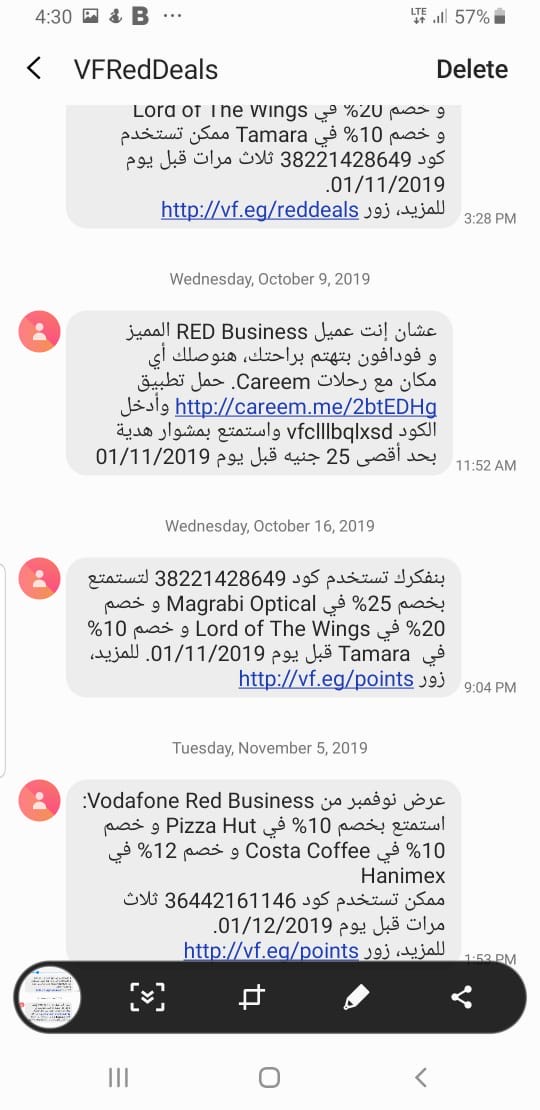 4:30 B ... LTE 57%
VFRedDeals Delete
و خصم 20% في Lord of The Wings
و خصم 10% في Tamara ممكن تستخدم
كود 38221428649 ثلاث مرات قبل يوم
01/11/2019.
للمزيد، زور http://vf.eg/reddeals
3:28 PM
Wednesday, October 9, 2019
عشان إنت عميل RED Business المميز
و فودافون بتهتم براحتك، هنوصلك أي
مكان مع رحلات Careem. حمل تطبيق
http://careem.me/2btEDHg وأدخل
الكود vfclllbqlxsd واستمتع بمشوار هدية
بحد أقصى 25 جنيه قبل يوم 01/11/2019
11:52 AM
Wednesday, October 16, 2019
بنفكرك تستخدم كود 38221428649 لتستمتع
بخصم 25% في Magrabi Optical و خصم
20% في Lord of The Wings و خصم 10%
في Tamara قبل يوم 01/11/2019. للمزيد،
زور http://vf.eg/points
9:04 PM
Tuesday, November 5, 2019
عرض نوفمبر من Vodafone Red Business:
استمتع بخصم 10% في Pizza Hut و خصم
10% في Costa Coffee و خصم 12% في
Hanimex
ممكن تستخدم كود 36442161146 ثلاث
مرات قبل يوم 01/12/2019.
للمزيد، زور http://vf.eg/points
1:53 PM